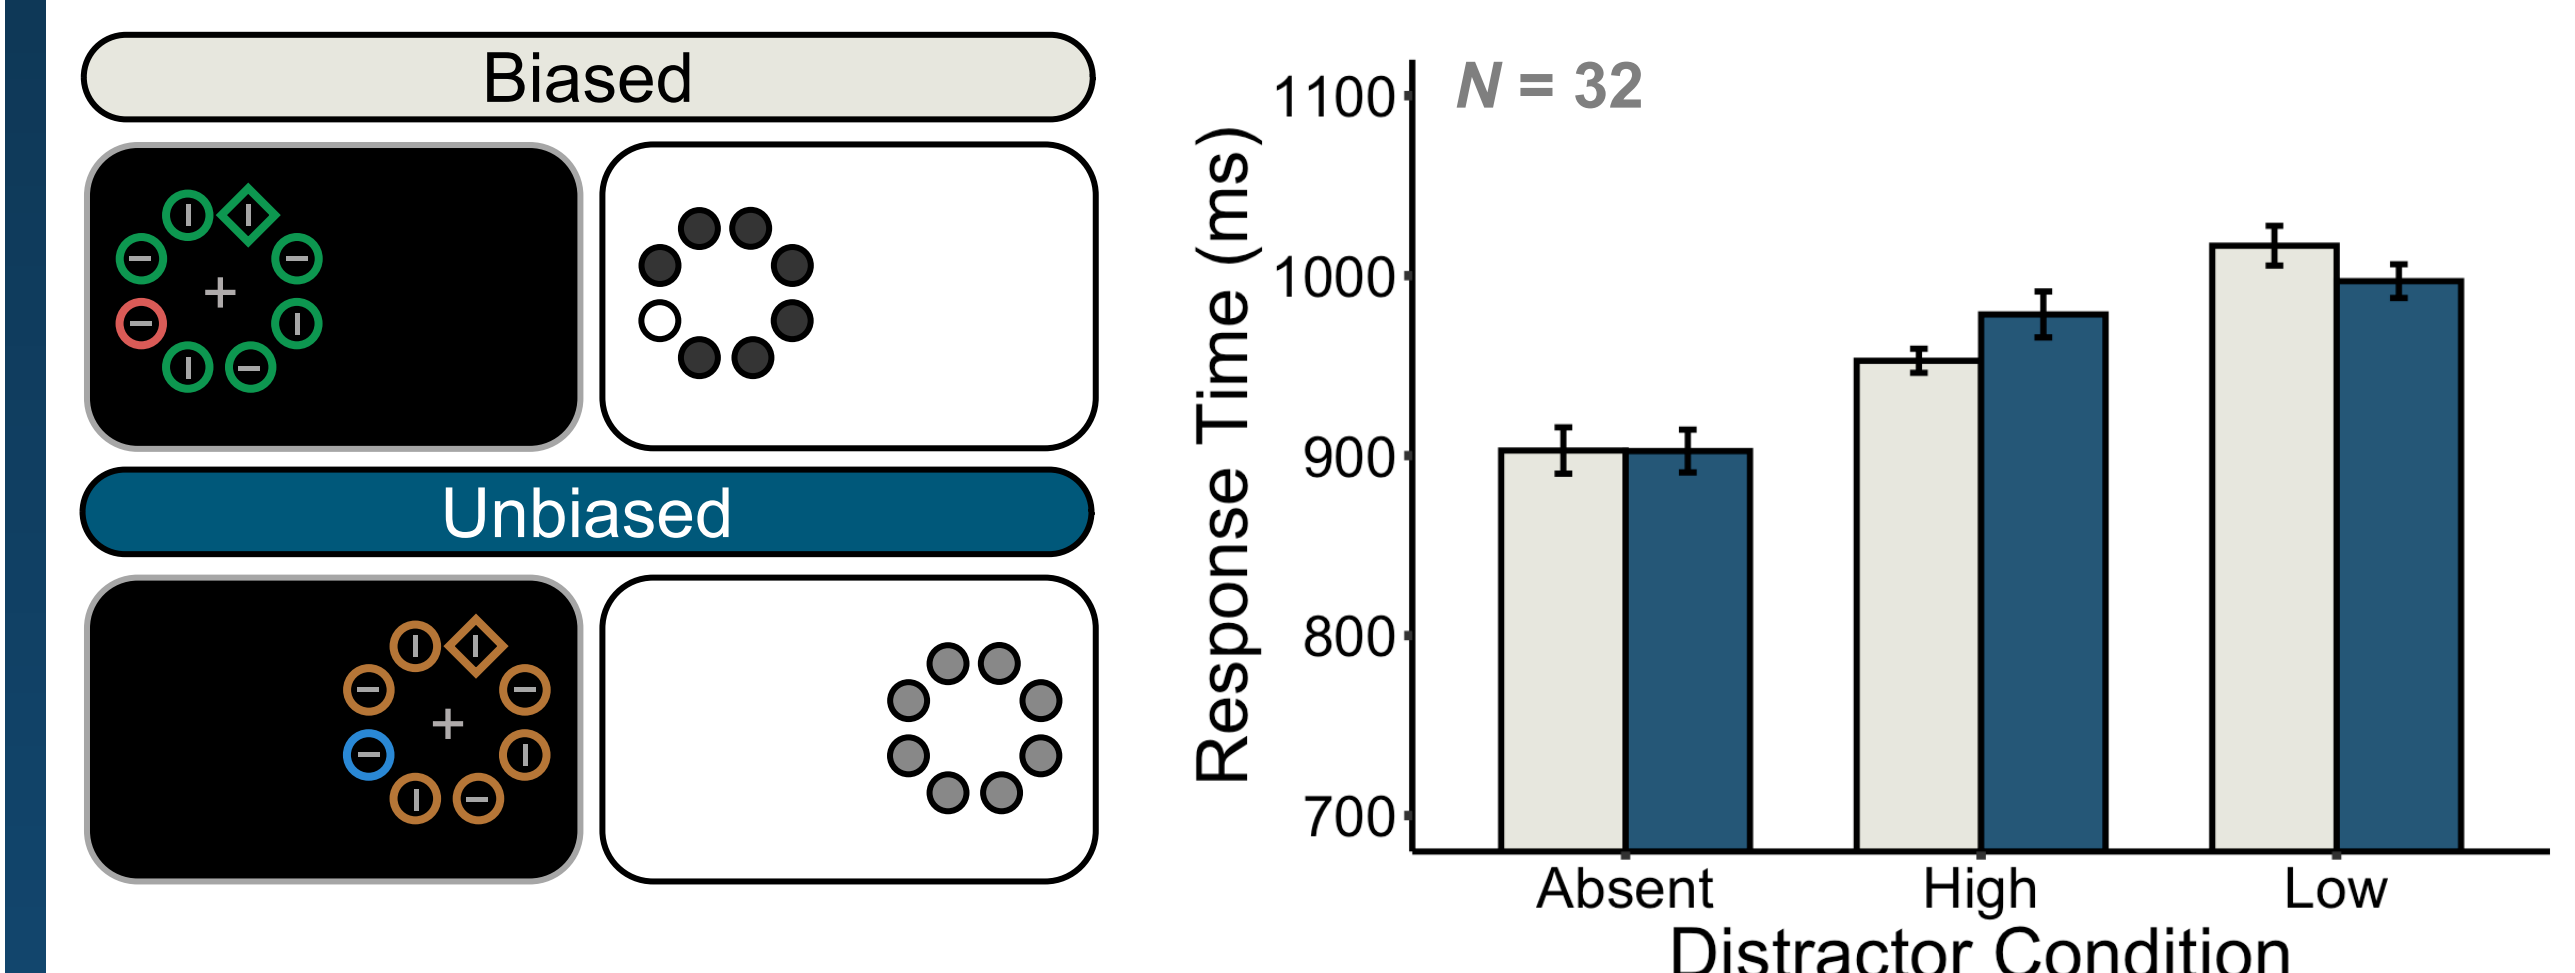 Biased
Unbiased
N = 32
Response Time (ms)
1100
1000
900
800
700
Absent
High
Low
Distractor Condition